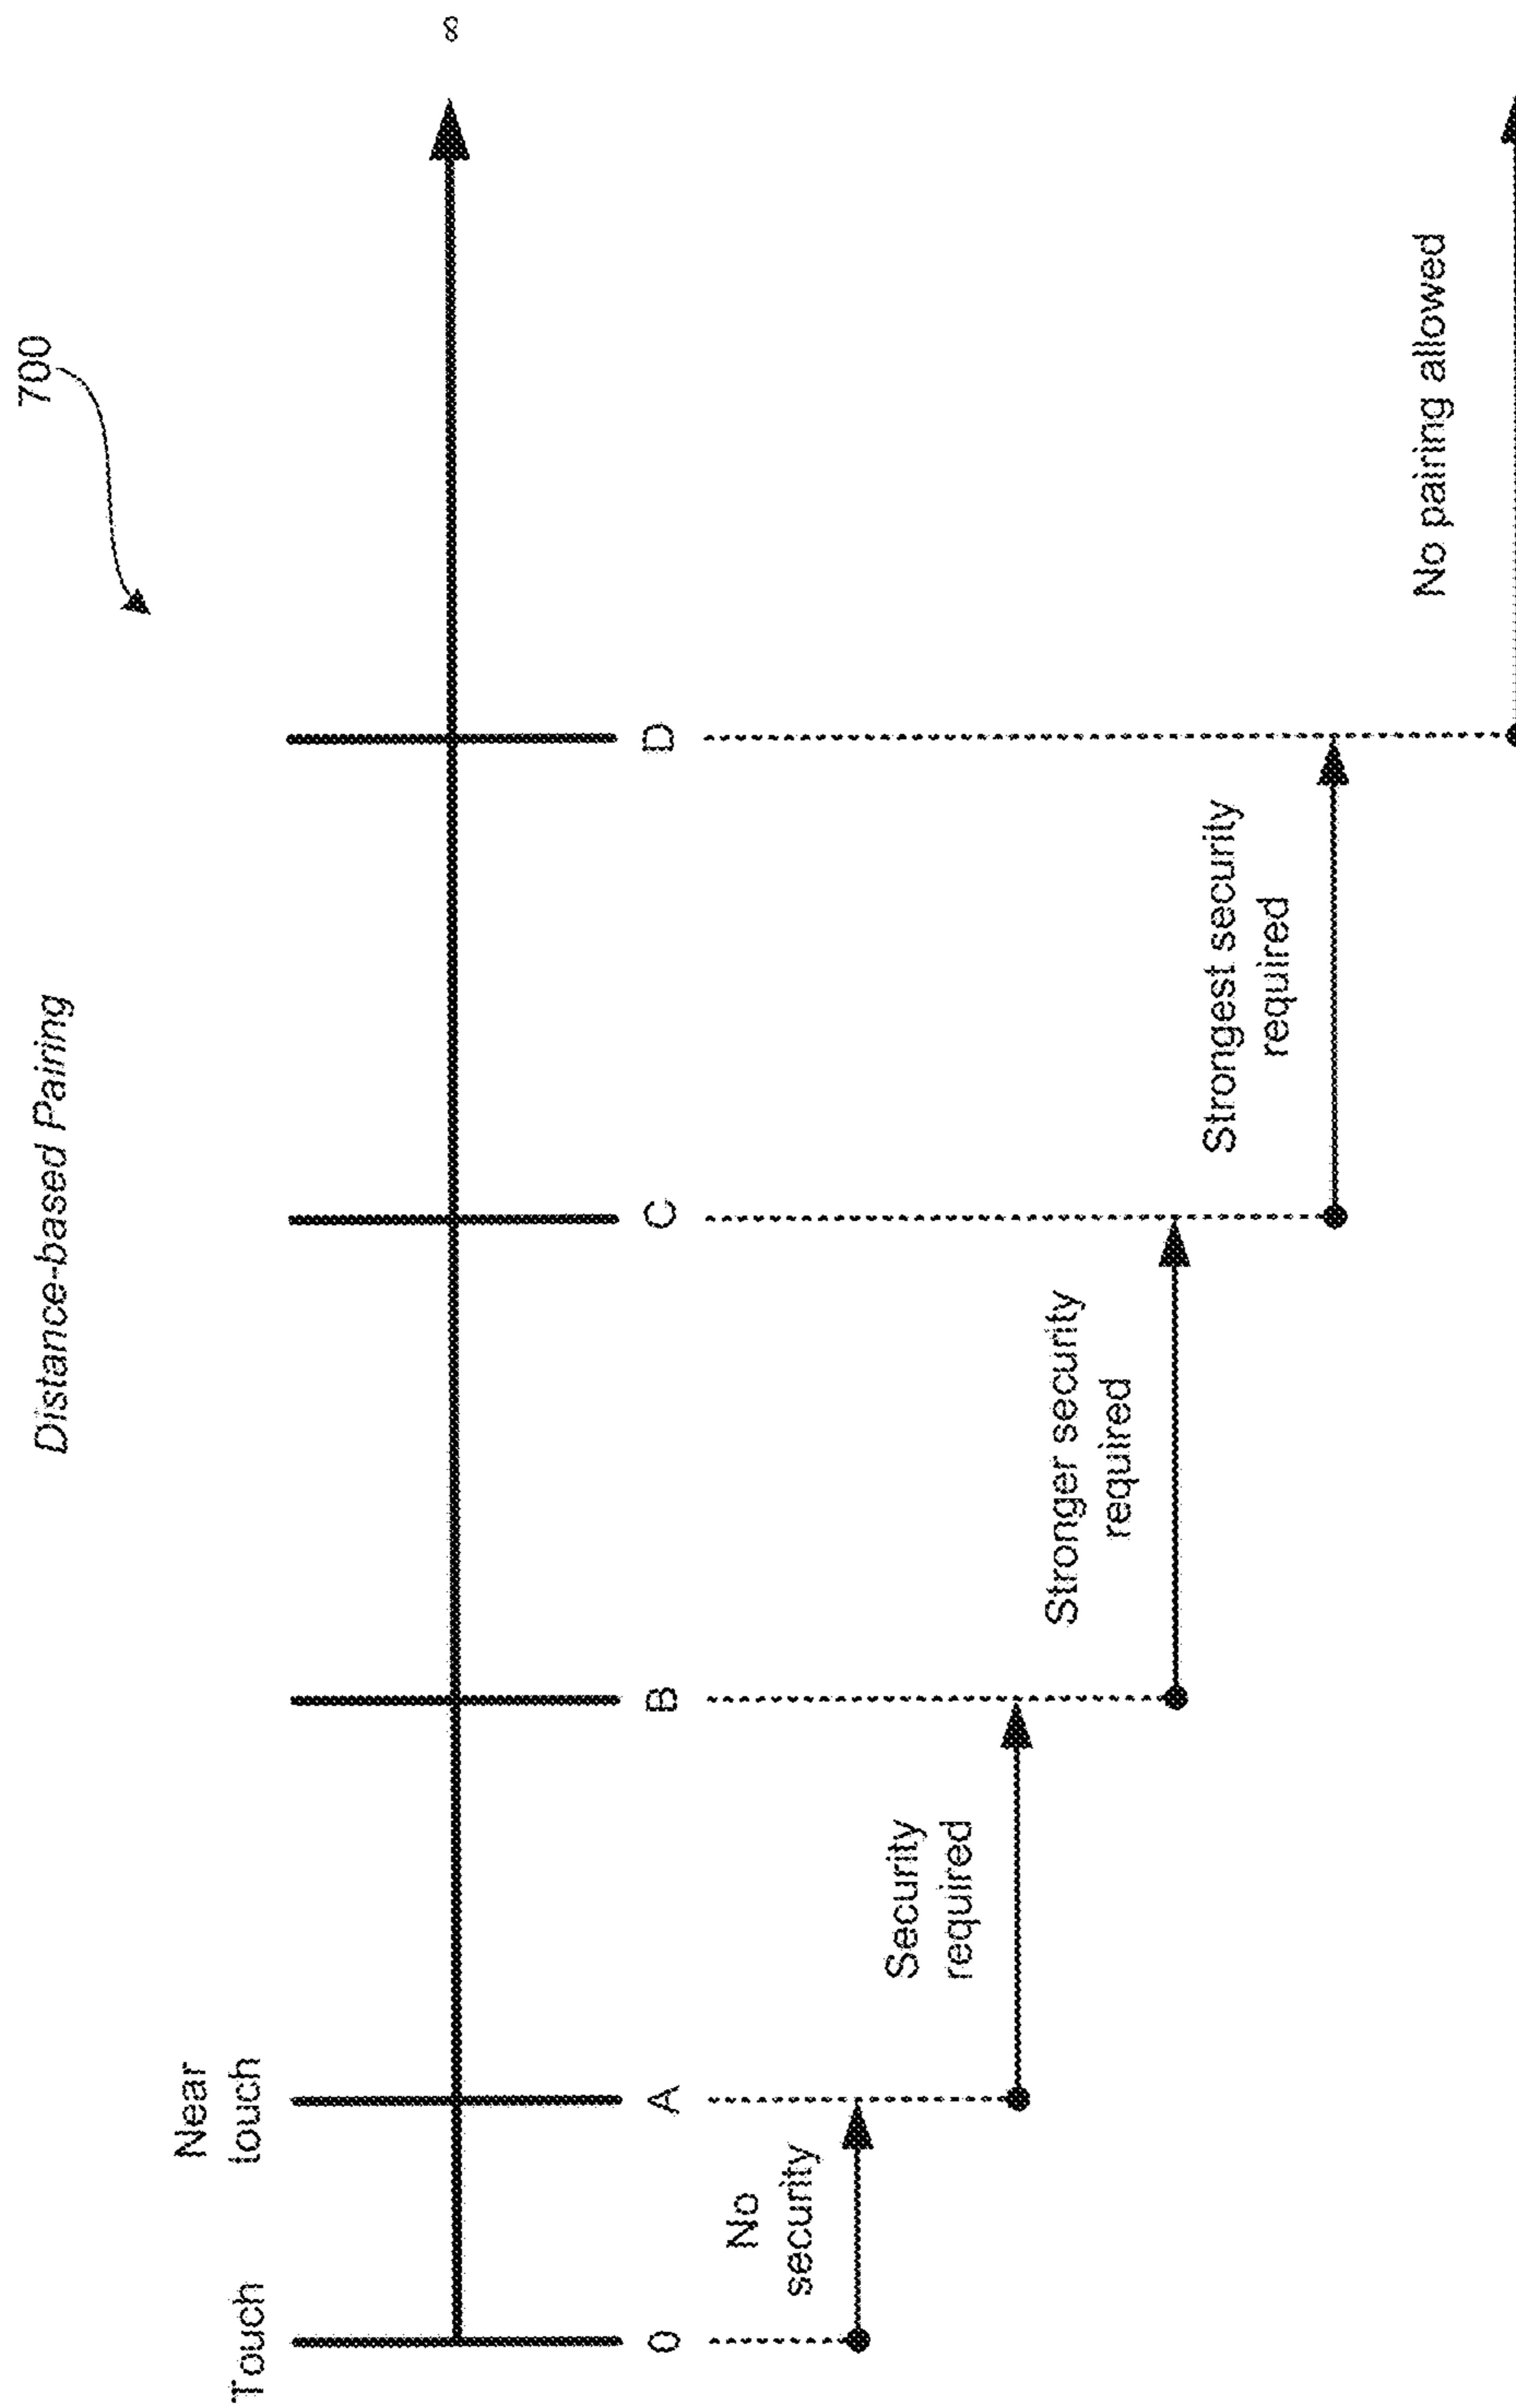 Distance-based Pairing
700
Near
touch
Touch
∞
0
A
B
C
D
No
security
Security
required
Stronger security
required
Strongest security
required
No pairing allowed